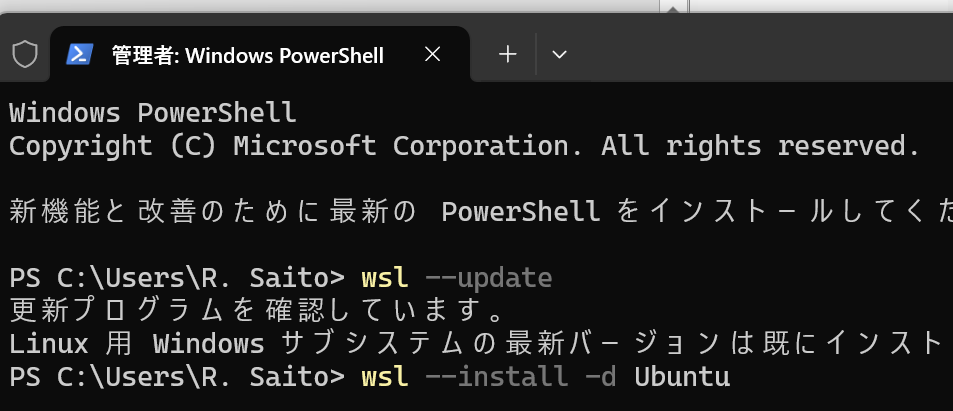 管理者: Windows PowerShell
Windows PowerShell
Copyright (C) Microsoft Corporation. All rights reserved.
新機能と改善のために最新の PowerShell をインストールしてくだ
PS C:\Users\R. Saito> wsl --update
更新プログラムを確認しています。
Linux 用 Windows サブシステムの最新バージョンは既にインスト
PS C:\Users\R. Saito> wsl --install -d Ubuntu